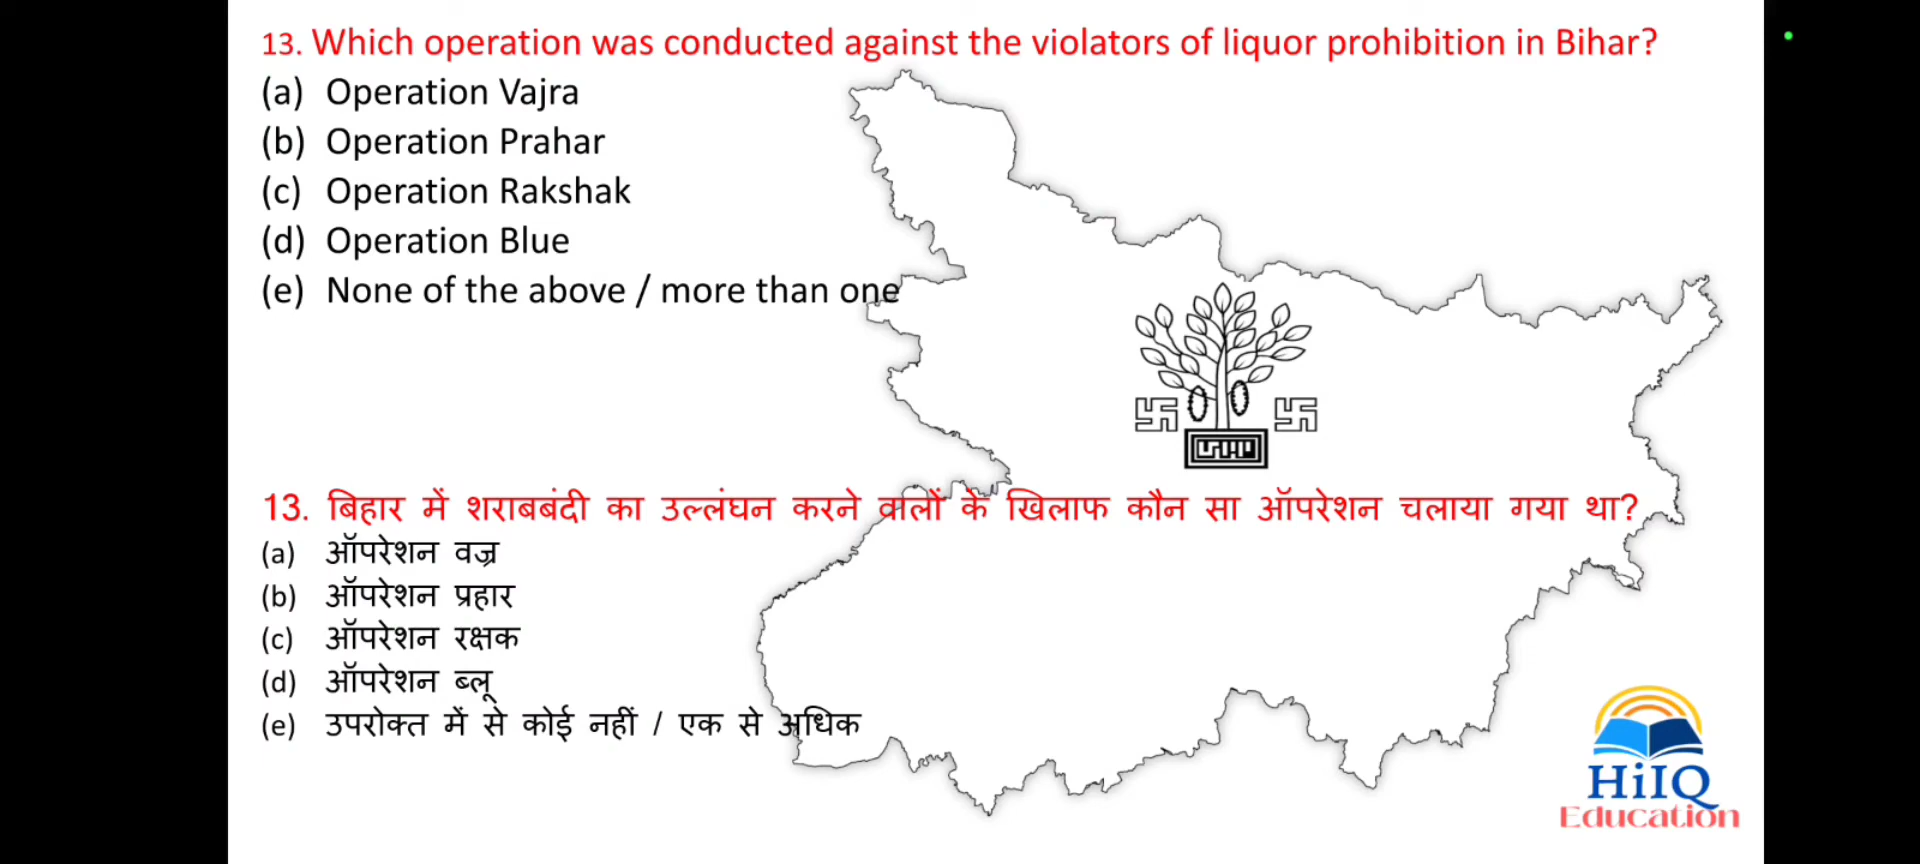 13. Which operation was conducted against the violators of liquor prohibition in Bihar?
(a) Operation Vajra
(b) Operation Prahar
(c) Operation Rakshak
(d) Operation Blue
(e) None of the above / more than one
13. बिहार में शराबबंदी का उल्लंघन करने वालों के खिलाफ कौन सा ऑपरेशन चलाया गया था?
(a) ऑपरेशन वज्र
(b) ऑपरेशन प्रहार
(c) ऑपरेशन रक्षक
(d) ऑपरेशन ब्लू
(e) उपरोक्त में से कोई नहीं / एक से अधिक
HiIQ
Education